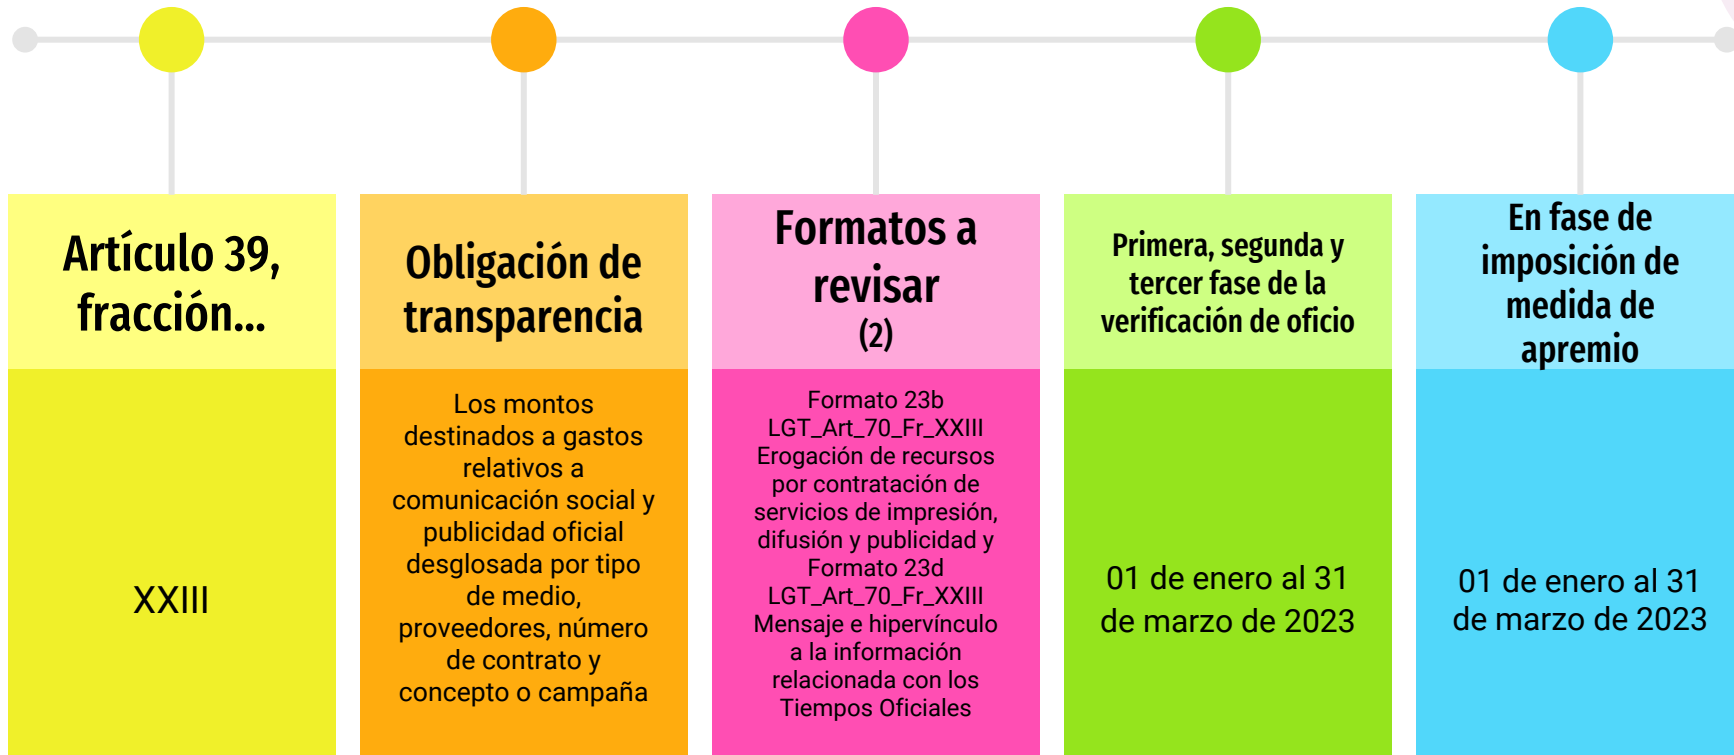 Artículo 39,
fracción...
XXIII
Obligación de
transparencia
Los montos
destinados a gastos
relativos a
comunicación social y
publicidad oficial
desglosada por tipo
de medio,
proveedores, número
de contrato y
concepto o campaña
Formatos a
revisar
(2)
Formato 23b
LGT_Art_70_Fr_XXIII
Erogación de recursos
por contratación de
servicios de impresión,
difusión y publicidad y
Formato 23d
LGT_Art_70_Fr_XXIII
Mensaje e hipervínculo
a la información
relacionada con los
Tiempos Oficiales
Primera, segunda y
tercer fase de la
verificación de oficio
01 de enero al 31
de marzo de 2023
En fase de
imposición de
medida de
apremio
01 de enero al 31
de marzo de 2023